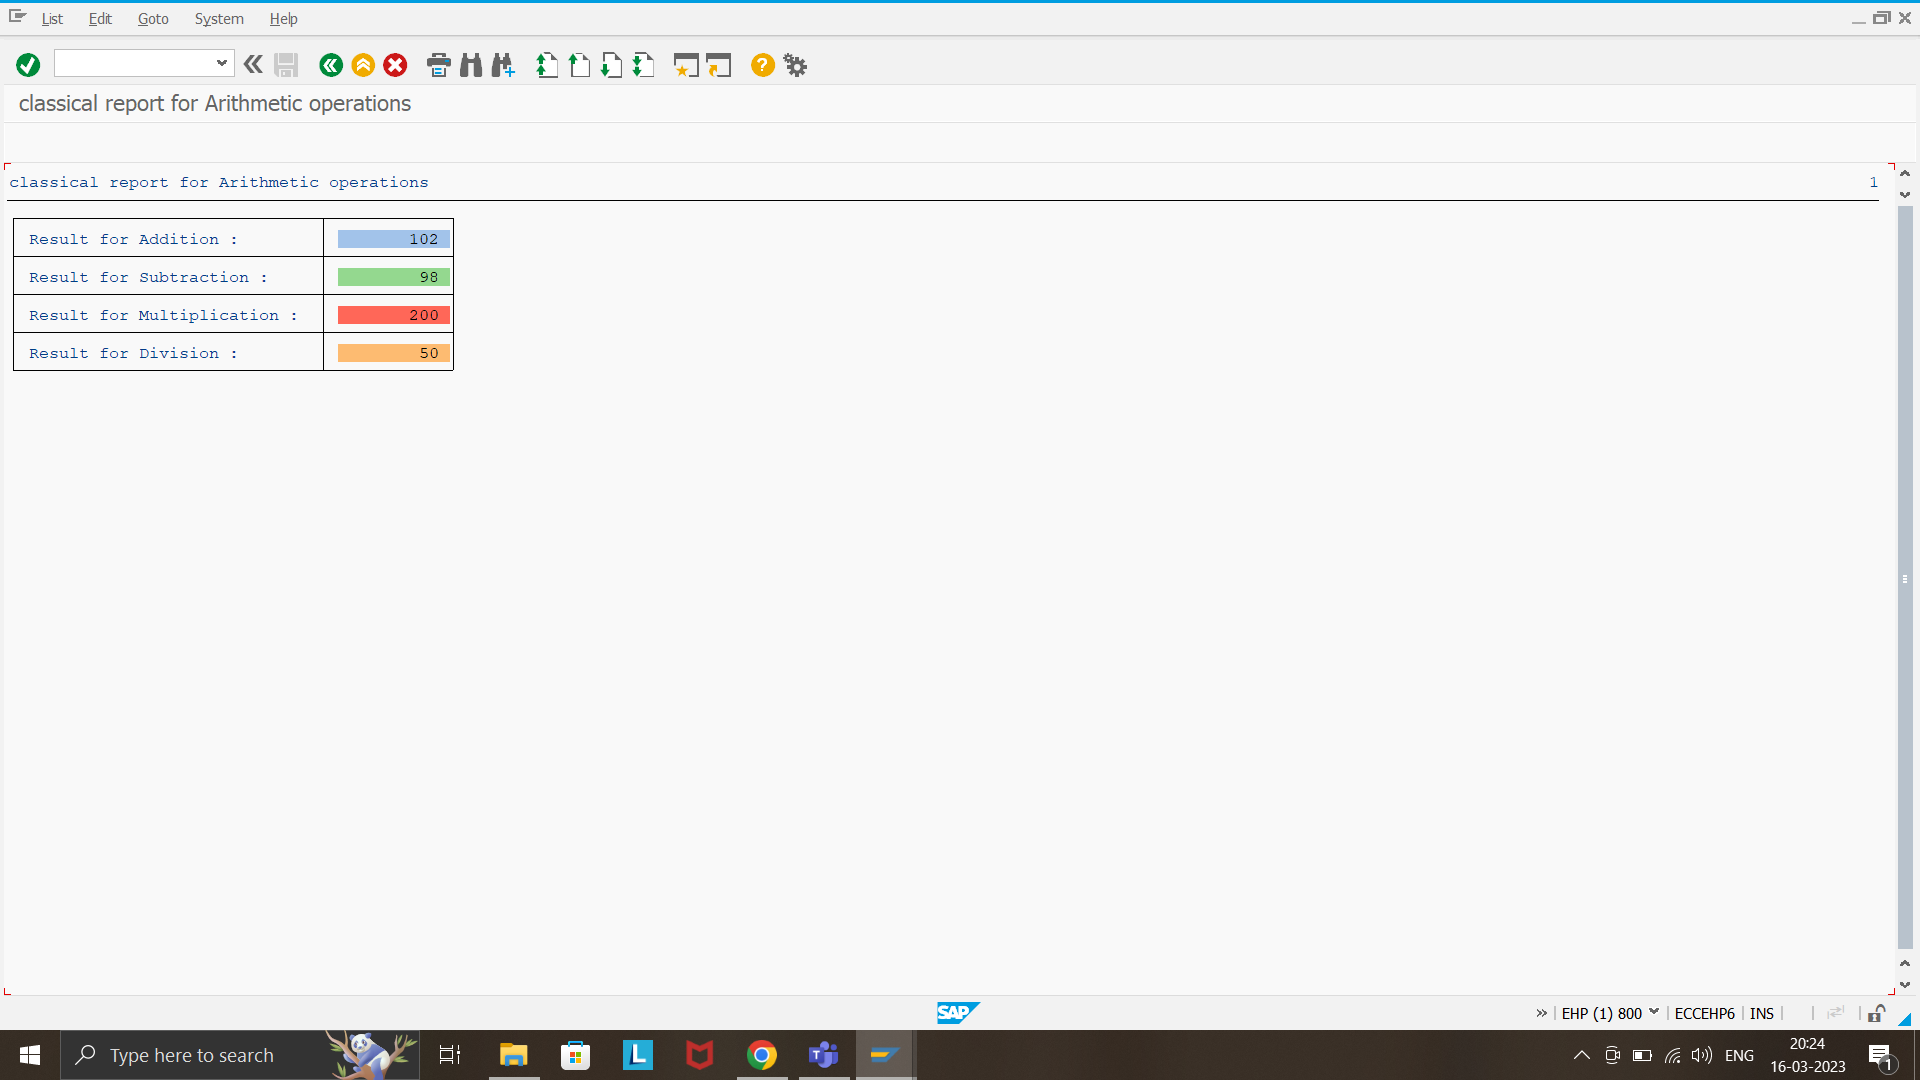 List Edit Goto System Help
classical report for Arithmetic operations
classical report for Arithmetic operations 1
Result for Addition : 102
Result for Subtraction : 98
Result for Multiplication : 200
Result for Division : 50
SAP
» EHP (1) 800 ECCEHP6 INS
Type here to search
L
T
ENG
20:24
16-03-2023
1